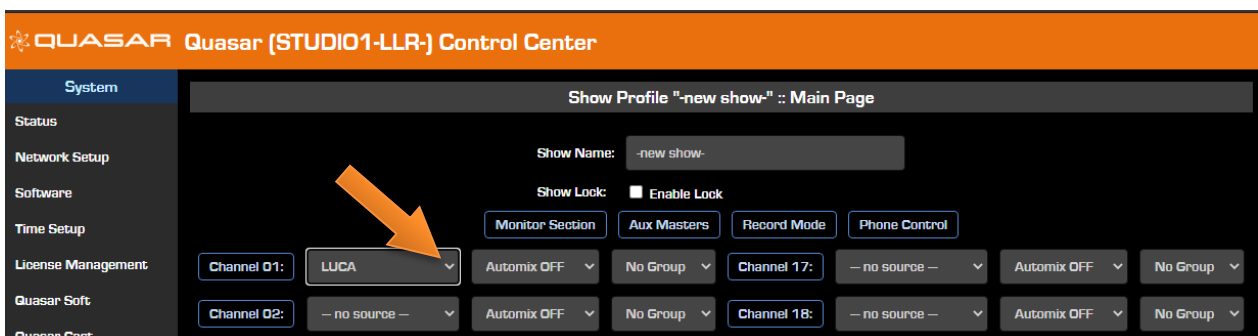 QUASAR Quasar (STUDIO1-LLR-) Control Center
System
Status
Network Setup
Software
Time Setup
License Management
Quasar Soft
Quasar Cast
Show Profile "-new show-" :: Main Page
Show Name: -new show-
Show Lock: Enable Lock
Monitor Section Aux Masters Record Mode Phone Control
Channel 01: LUCA Automix OFF No Group Channel 17: — no source — Automix OFF No Group
Channel 02: — no source — Automix OFF No Group Channel 18: — no source — Automix OFF No Group